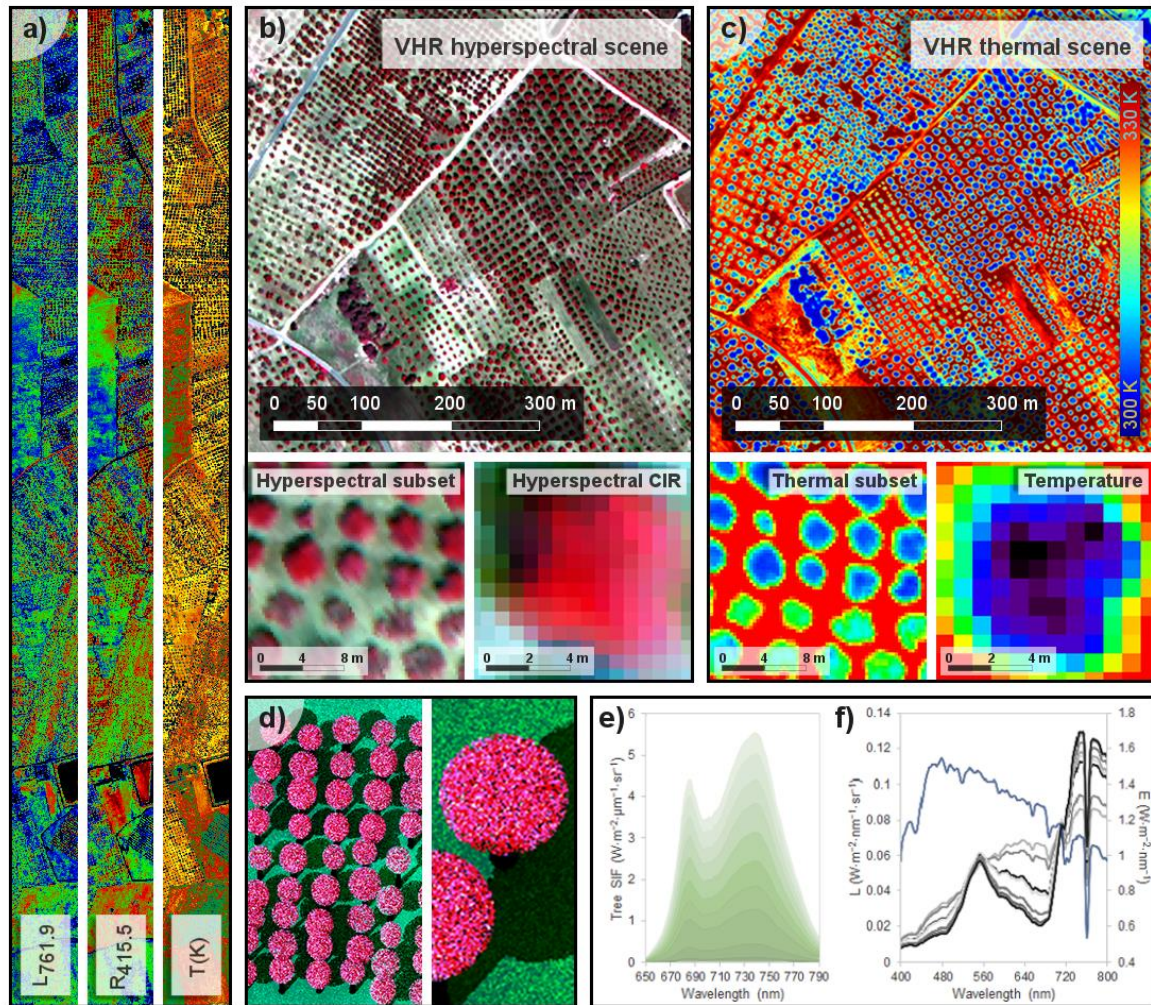 a)
L761.9
R415.5
T(K)
b)
VHR hyperspectral scene
0 50 100 200 300 m
Hyperspectral subset
0 4 8 m
Hyperspectral CIR
0 2 4 m
c)
VHR thermal scene
330 K
300 K
0 50 100 200 300 m
Thermal subset
0 4 8 m
Temperature
0 2 4 m
d)
e)
Tree SIF (W·m⁻²·µm⁻¹·sr⁻¹)
6
5
4
3
2
1
0
650 670 690 710 730 750 770 790
Wavelength (nm)
f)
L (W·m⁻²·nm⁻¹·sr⁻¹)
0.14
0.12
0.10
0.08
0.06
0.04
0.02
0
1.8
1.6
1.4
1.2
1
0.8
0.6
0.4
E (W·m⁻²·nm⁻¹)
400 480 560 640 720 800
Wavelength (nm)